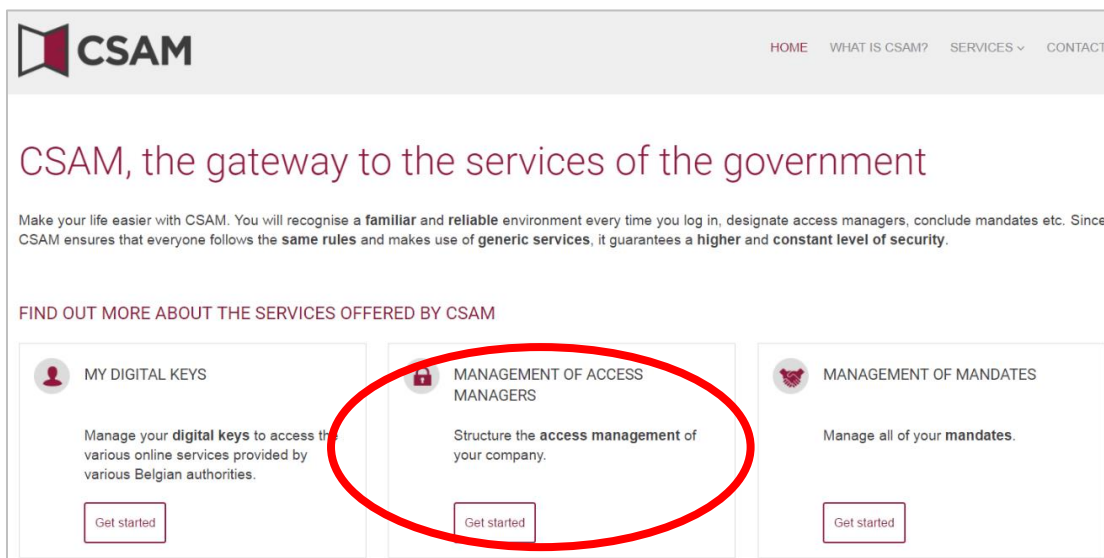 CSAM
HOME WHAT IS CSAM? SERVICES CONTACT
CSAM, the gateway to the services of the government
Make your life easier with CSAM. You will recognise a familiar and reliable environment every time you log in, designate access managers, conclude mandates etc. Since
CSAM ensures that everyone follows the same rules and makes use of generic services, it guarantees a higher and constant level of security.
FIND OUT MORE ABOUT THE SERVICES OFFERED BY CSAM
MY DIGITAL KEYS
Manage your digital keys to access the
various online services provided by
various Belgian authorities.
Get started
MANAGEMENT OF ACCESS
MANAGERS
Structure the access management of
your company.
Get started
MANAGEMENT OF MANDATES
Manage all of your mandates.
Get started